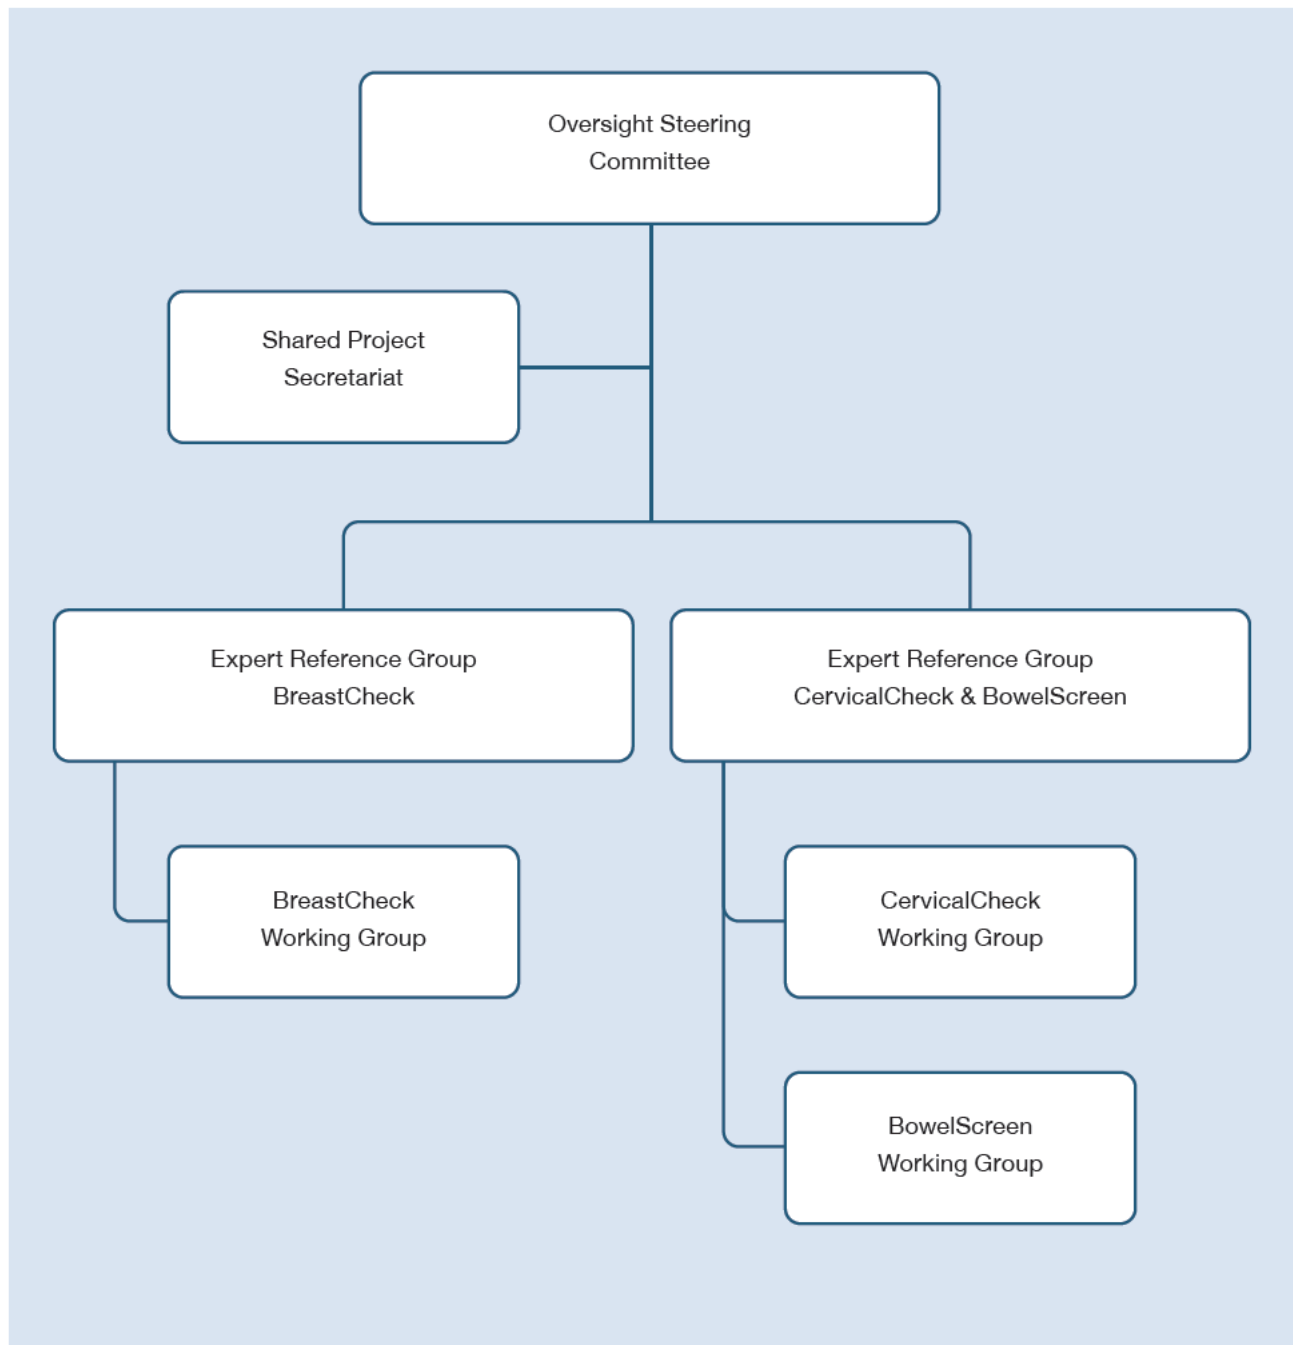 Oversight Steering
Committee
Shared Project
Secretariat
Expert Reference Group
BreastCheck
Expert Reference Group
CervicalCheck & BowelScreen
BreastCheck
Working Group
CervicalCheck
Working Group
BowelScreen
Working Group